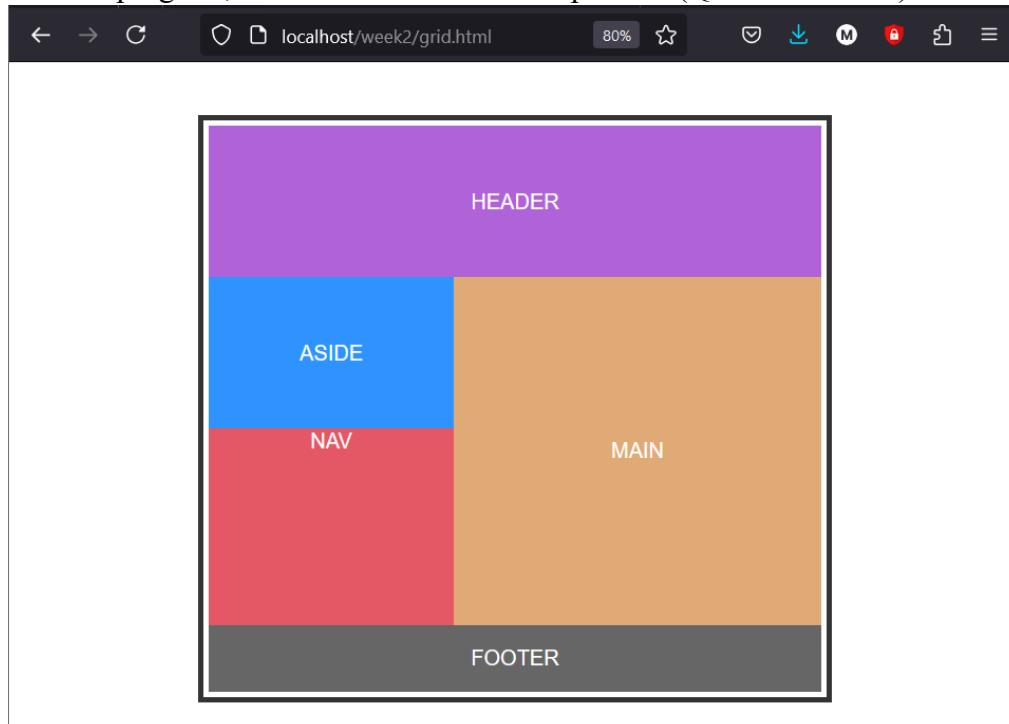 localhost/week2/grid.html 80% M
HEADER
ASIDE
NAV
MAIN
FOOTER